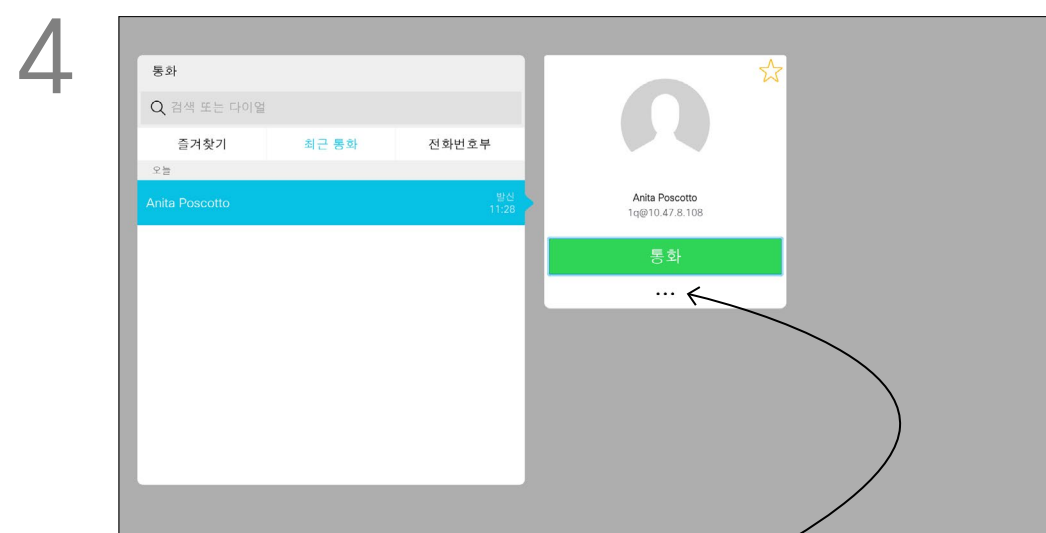 4
통화
검색 또는 다이얼
즐겨찾기 최근 통화 전화번호부
오늘
Anita Poscotto 발신
11:28
Anita Poscotto
1q@10.47.8.108
통화
...